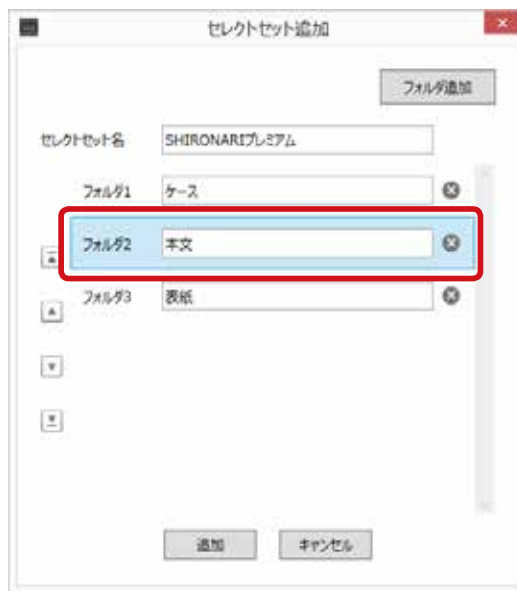 セレクトセット追加
フォルダ追加
セレクトセット名 SHIRONARIプレミアム
フォルダ1 ケース
フォルダ2 本文
フォルダ3 表紙
追加 キャンセル